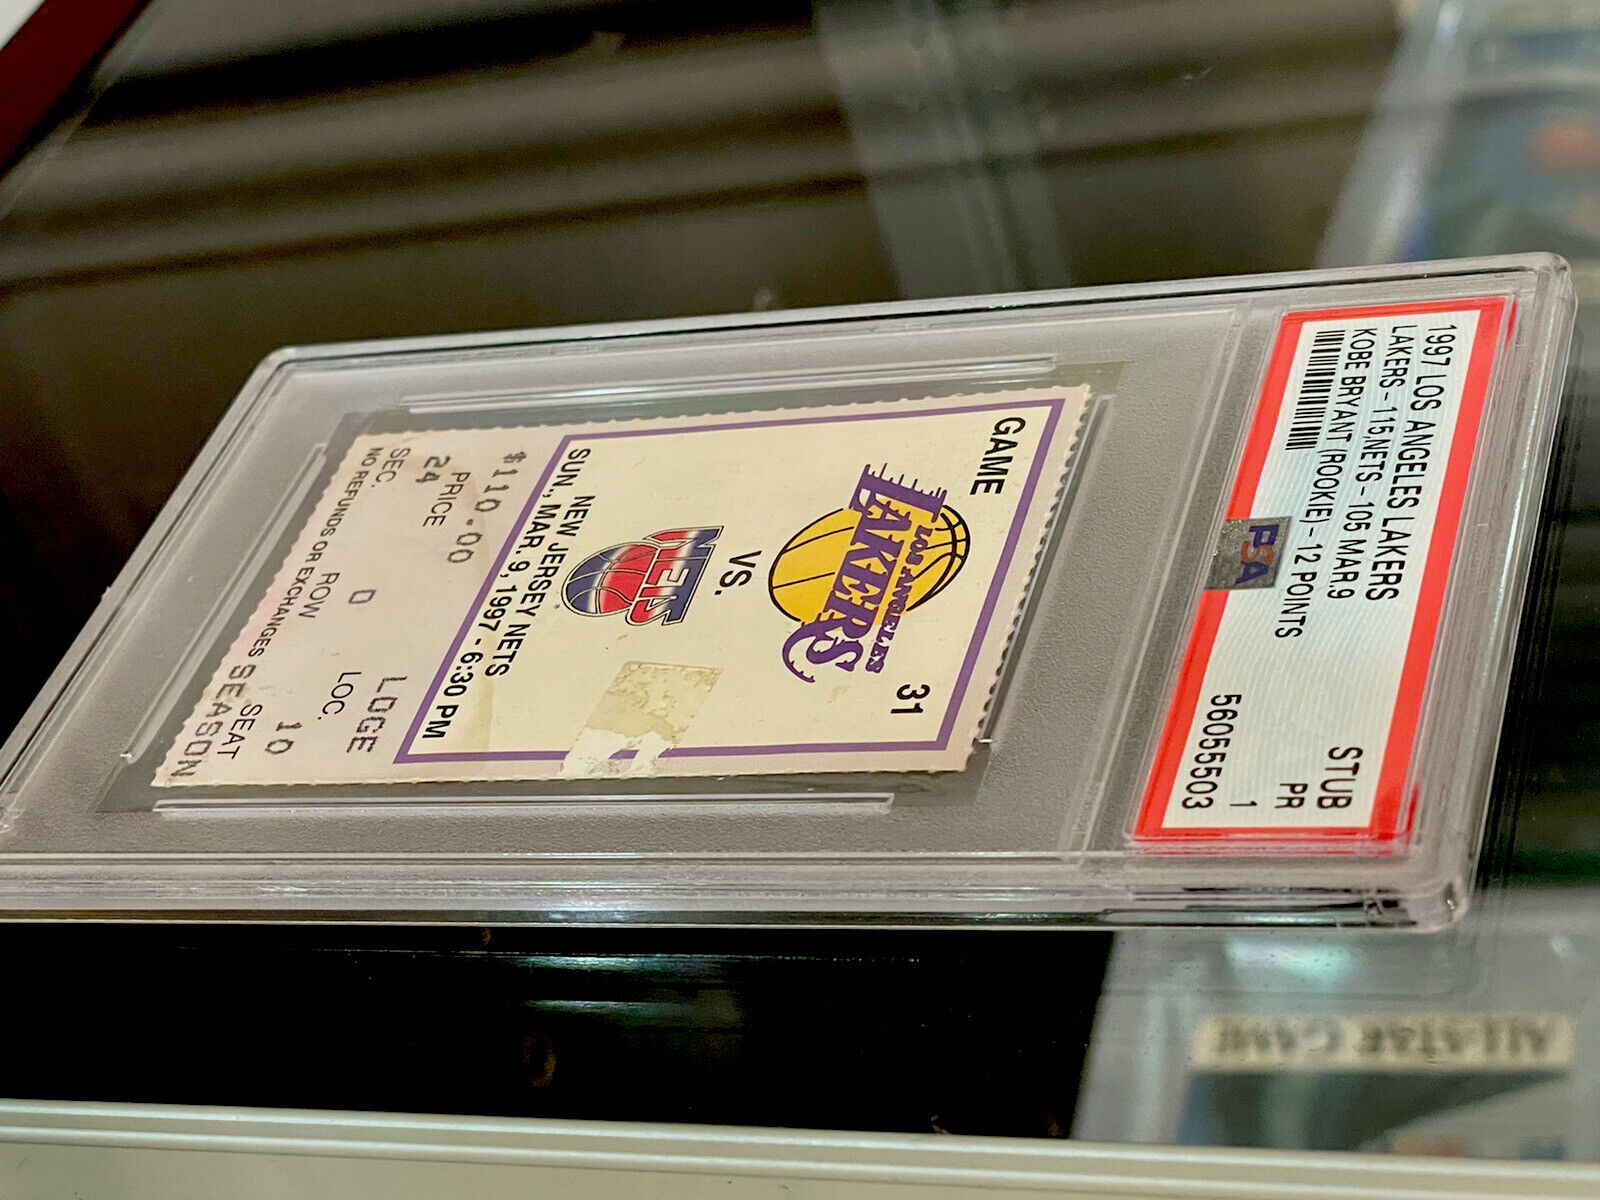 1997 LOS ANGELES LAKERS
LAKERS - 115,NETS - 105 MAR.9
KOBE BRYANT (ROOKIE) - 12 POINTS
STUB
PR
1
56055503
PSA
GAME 31
LOS ANGELES
LAKERS
VS.
NETS
NEW JERSEY NETS
SUN., MAR. 9, 1997 - 6:30 PM
$110.00 LOGE
PRICE LOC.
24 0 10
SEC. ROW SEAT
NO REFUNDS OR EXCHANGES SEASON
ALL-STAR GAME